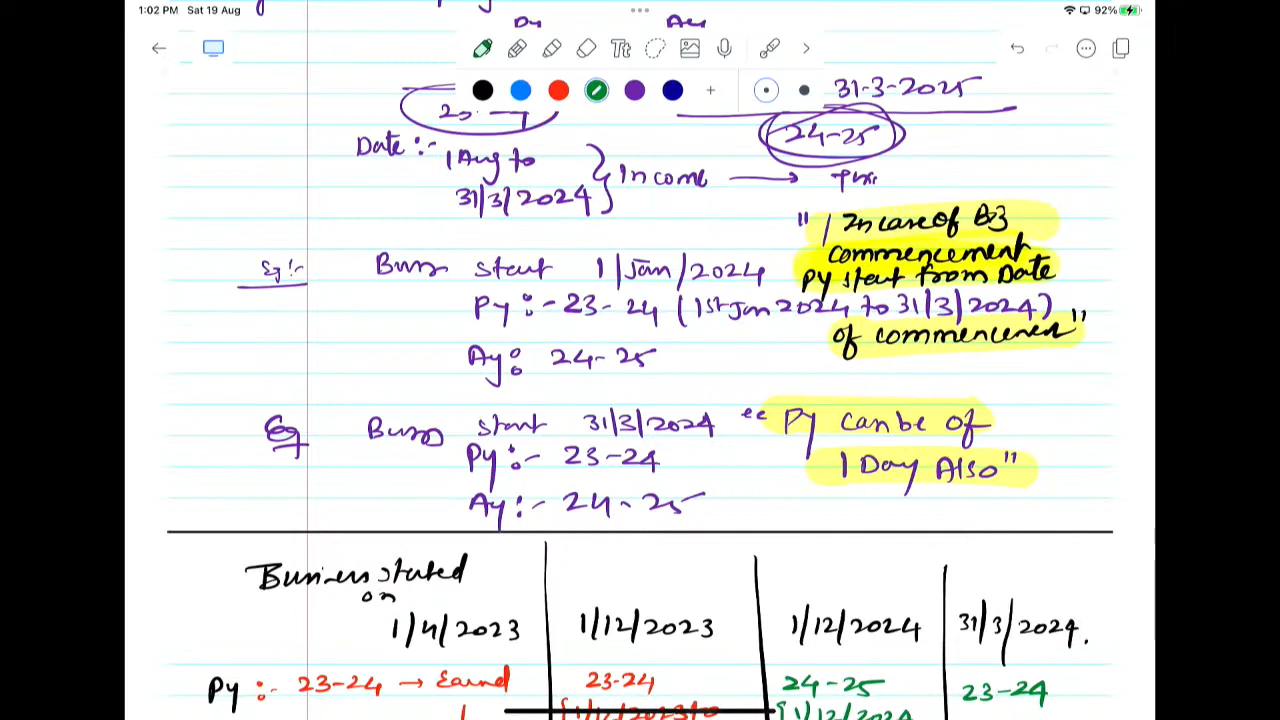 1:02 PM Sat 19 Aug
92%
Tt
31-3-2025
24-25
Date :-
1 Aug to
31/3/2024 } Income →
"In case of
commencement
Py start from Date
of commencement"
Eg :- start 1/Jan/2024
Py :- 23-24 (1st Jan 2024 to 31/3/2024)
Ay: 24-25
Eg start 31/3/2024 "Py can be of
1 Day Also"
Py :- 23-24
Ay :- 24-25
Business started
on
1/4/2023 1/12/2023 1/12/2024 31/3/2024.
Py :- 23-24 → Earned 23-24 24-25 23-24